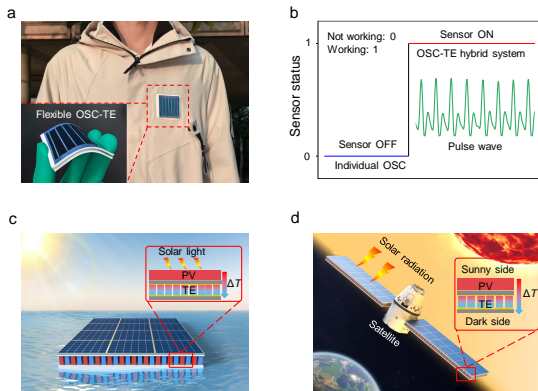 a
Flexible OSC-TE
b
Sensor status
1
0
Not working: 0
Working: 1
Sensor ON
OSC-TE hybrid system
Pulse wave
Sensor OFF
Individual OSC
c
Solar light
PV
TE
ΔT
d
Solar radiation
Satellite
Sunny side
PV
TE
ΔT
Dark side